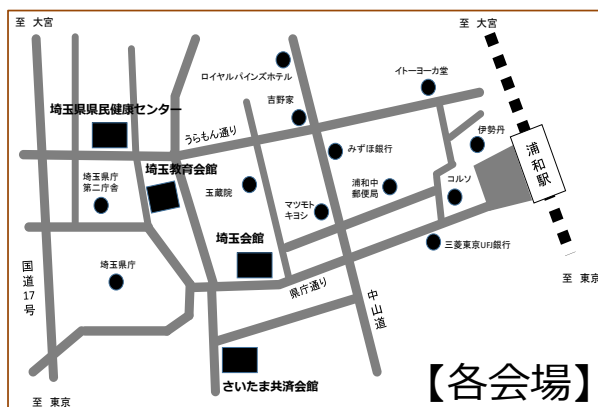 至 大宮
至 大宮
ロイヤルパインズホテル
イトーヨーカ堂
吉野家
埼玉県県民健康センター
うらもん通り
伊勢丹
みずほ銀行
浦和駅
埼玉教育会館
埼玉県庁
第二庁舎
玉蔵院
浦和中
郵便局
コルソ
マツモト
キヨシ
埼玉会館
三菱東京UFJ銀行
国道17号
埼玉県庁
県庁通り
中山道
至 東京
さいたま共済会館
【各会場】
至 東京